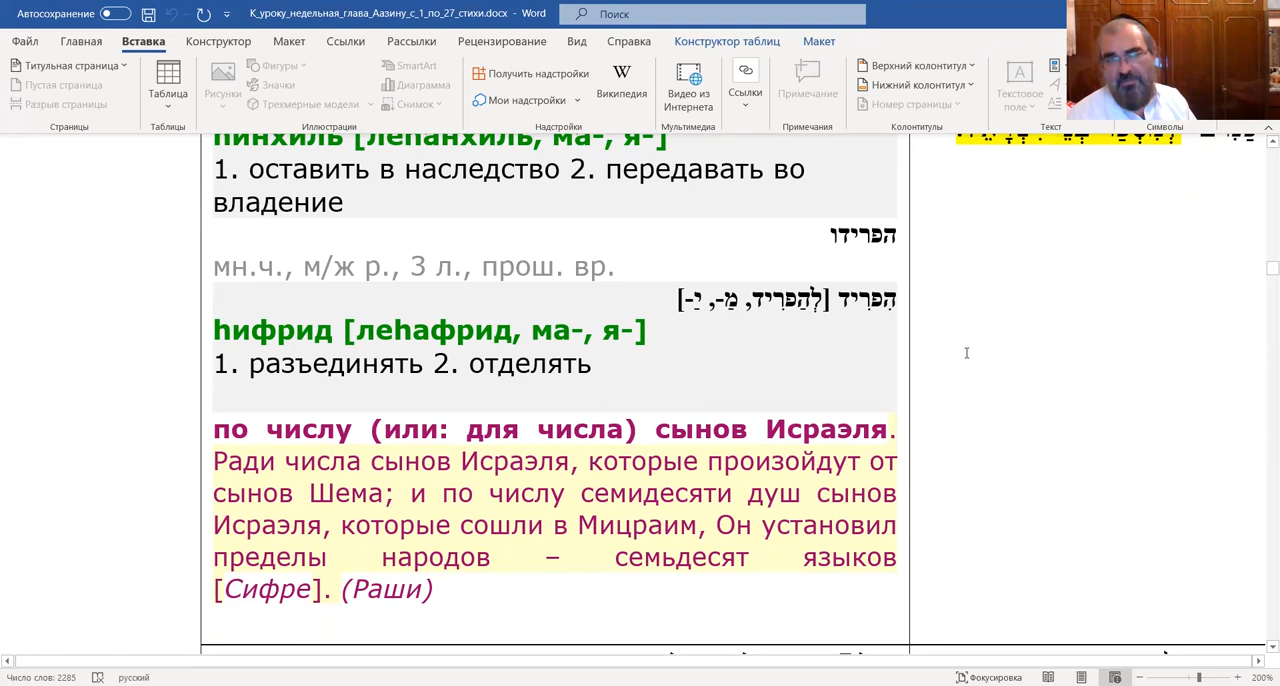 Автосохранение
К_уроку_недельная_глава_Аазину_с_1_по_27_стихи.docx - Word
Поиск
Файл Главная Вставка Конструктор Макет Ссылки Рассылки Рецензирование Вид Справка Конструктор таблиц Макет
Титульная страница
Пустая страница
Разрыв страницы
Страницы
Таблица
Таблицы
Рисунки
Фигуры
Значки
Трехмерные модели
SmartArt
Диаграмма
Снимок
Иллюстрации
Получить надстройки
Мои надстройки
W
Википедия
Надстройки
Видео из Интернета
Мультимедиа
Ссылки
Примечание
Примечания
Верхний колонтитул
Нижний колонтитул
Номер страницы
Колонтитулы
Текстовое поле
Текст
Символы
hинхиль [леhанхиль, ма-, я-]
1. оставить в наследство 2. передавать во
владение
הפרידו
мн.ч., м/ж р., 3 л., прош. вр.
הִפְּרִיד [לְהַפְרִיד, מַ-, יַ-]
hифрид [леhафрид, ма-, я-]
1. разъединять 2. отделять
по числу (или: для числа) сынов Исраэля.
Ради числа сынов Исраэля, которые произойдут от
сынов Шема; и по числу семидесяти душ сынов
Исраэля, которые сошли в Мицраим, Он установил
пределы народов – семьдесят языков
[Сифре]. (Раши)
Число слов: 2285
русский
Фокусировка
200%